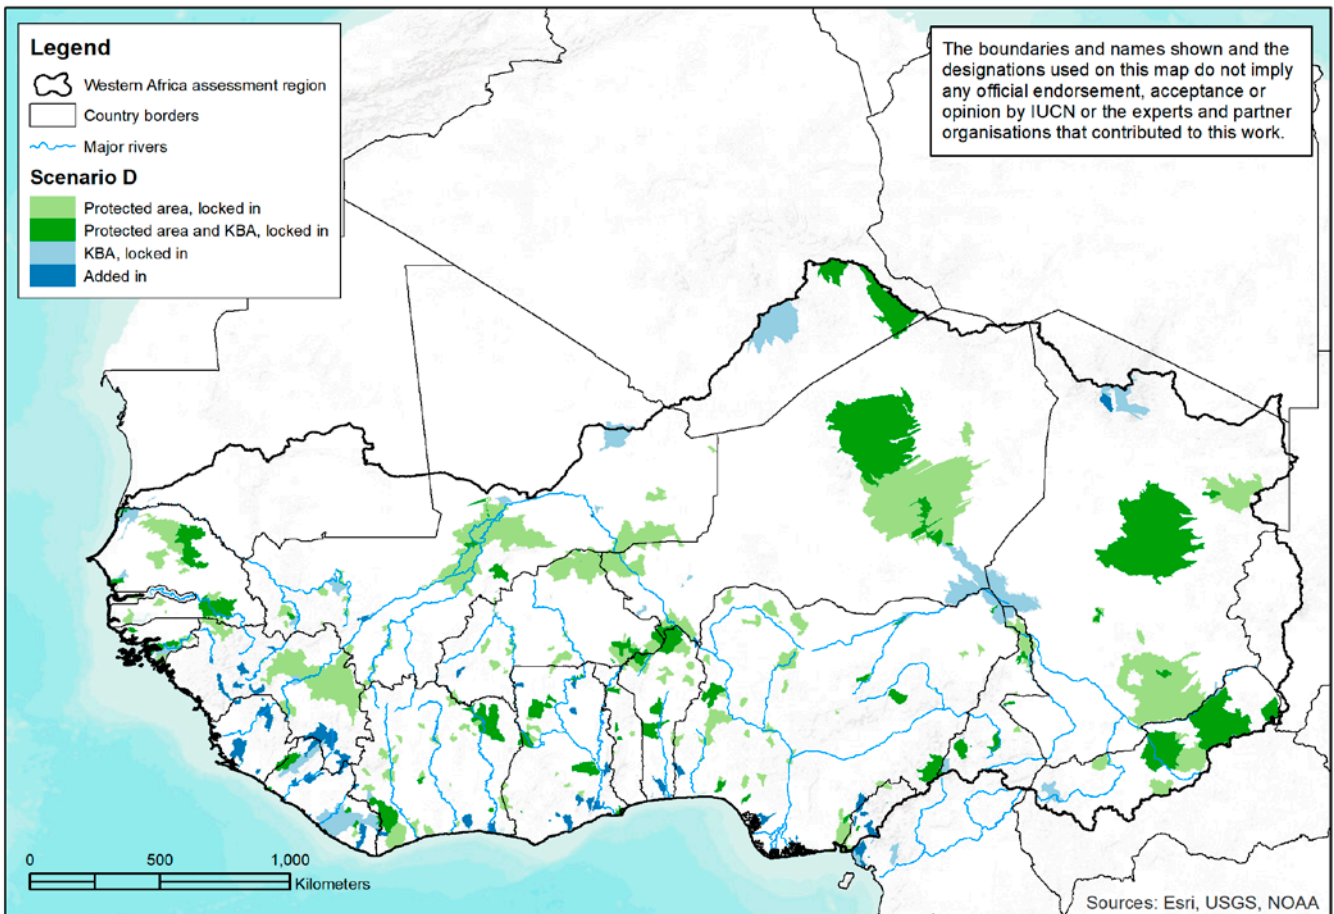 Legend
Western Africa assessment region
Country borders
Major rivers
Scenario D
Protected area, locked in
Protected area and KBA, locked in
KBA, locked in
Added in
The boundaries and names shown and the
designations used on this map do not imply
any official endorsement, acceptance or
opinion by IUCN or the experts and partner
organisations that contributed to this work.
0 500 1,000
Kilometers
Sources: Esri, USGS, NOAA